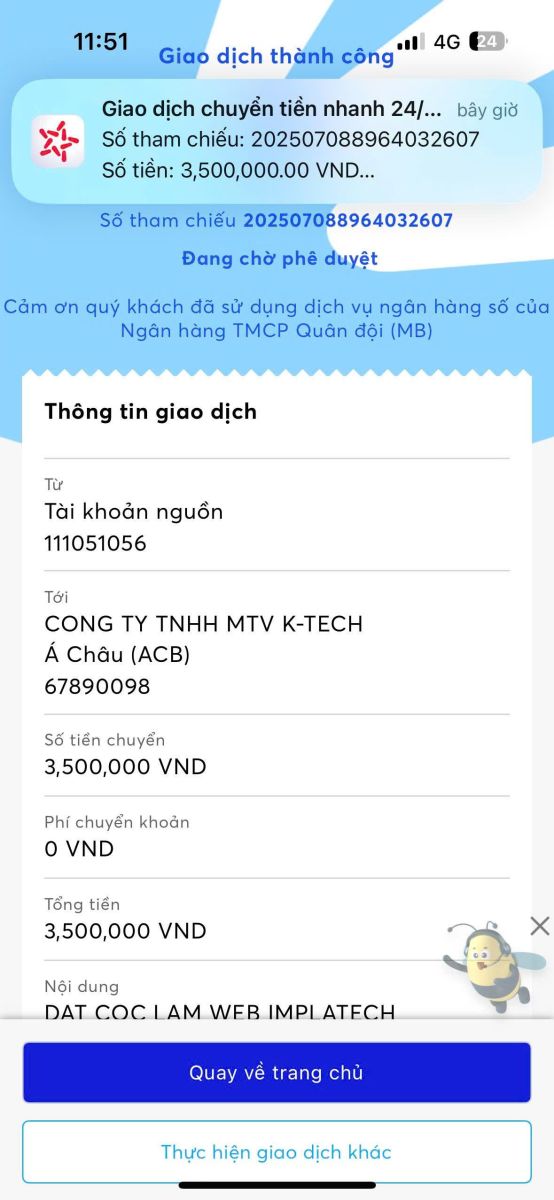 11:51
4G
24
Giao dịch thành công
Giao dịch chuyển tiền nhanh 24/... bây giờ
Số tham chiếu: 202507088964032607
Số tiền: 3,500,000.00 VND...
Số tham chiếu 202507088964032607
Đang chờ phê duyệt
Cảm ơn quý khách đã sử dụng dịch vụ ngân hàng số của
Ngân hàng TMCP Quân đội (MB)
Thông tin giao dịch
Từ
Tài khoản nguồn
111051056
Tới
CONG TY TNHH MTV K-TECH
Á Châu (ACB)
67890098
Số tiền chuyển
3,500,000 VND
Phí chuyển khoản
0 VND
Tổng tiền
3,500,000 VND
Nội dung
DAT COC LAM WEB IMPLATECH
Quay về trang chủ
Thực hiện giao dịch khác